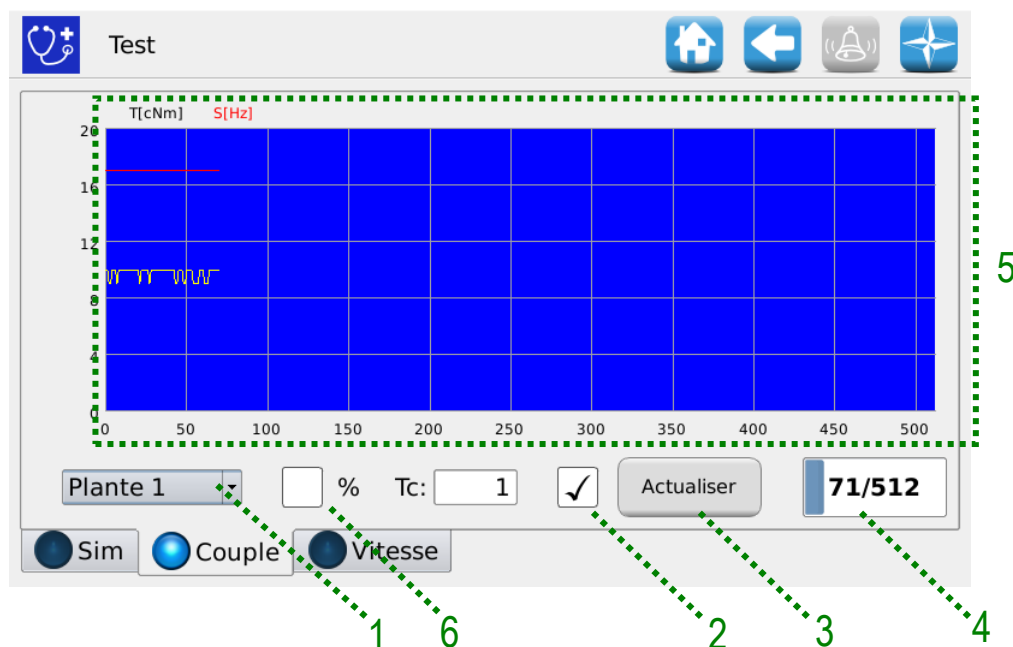 Test
T[cNm] S[Hz]
20
16
12
8
4
0
0 50 100 150 200 250 300 350 400 450 500
5
Plante 1 % Tc: 1 ✓ Actualiser 71/512
Sim Couple Vitesse
1 6 2 3 4